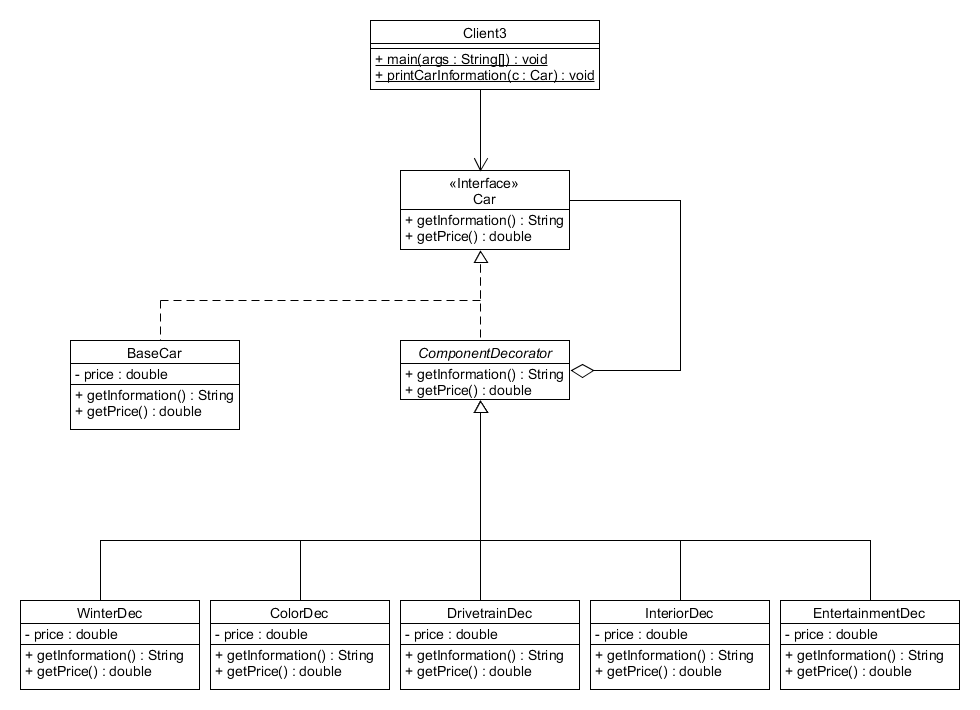 Client3
+ main(args : String[]) : void
+ printCarInformation(c : Car) : void
«Interface»
Car
+ getInformation() : String
+ getPrice() : double
BaseCar
- price : double
+ getInformation() : String
+ getPrice() : double
ComponentDecorator
+ getInformation() : String
+ getPrice() : double
WinterDec
- price : double
+ getInformation() : String
+ getPrice() : double
ColorDec
- price : double
+ getInformation() : String
+ getPrice() : double
DrivetrainDec
- price : double
+ getInformation() : String
+ getPrice() : double
InteriorDec
- price : double
+ getInformation() : String
+ getPrice() : double
EntertainmentDec
- price : double
+ getInformation() : String
+ getPrice() : double